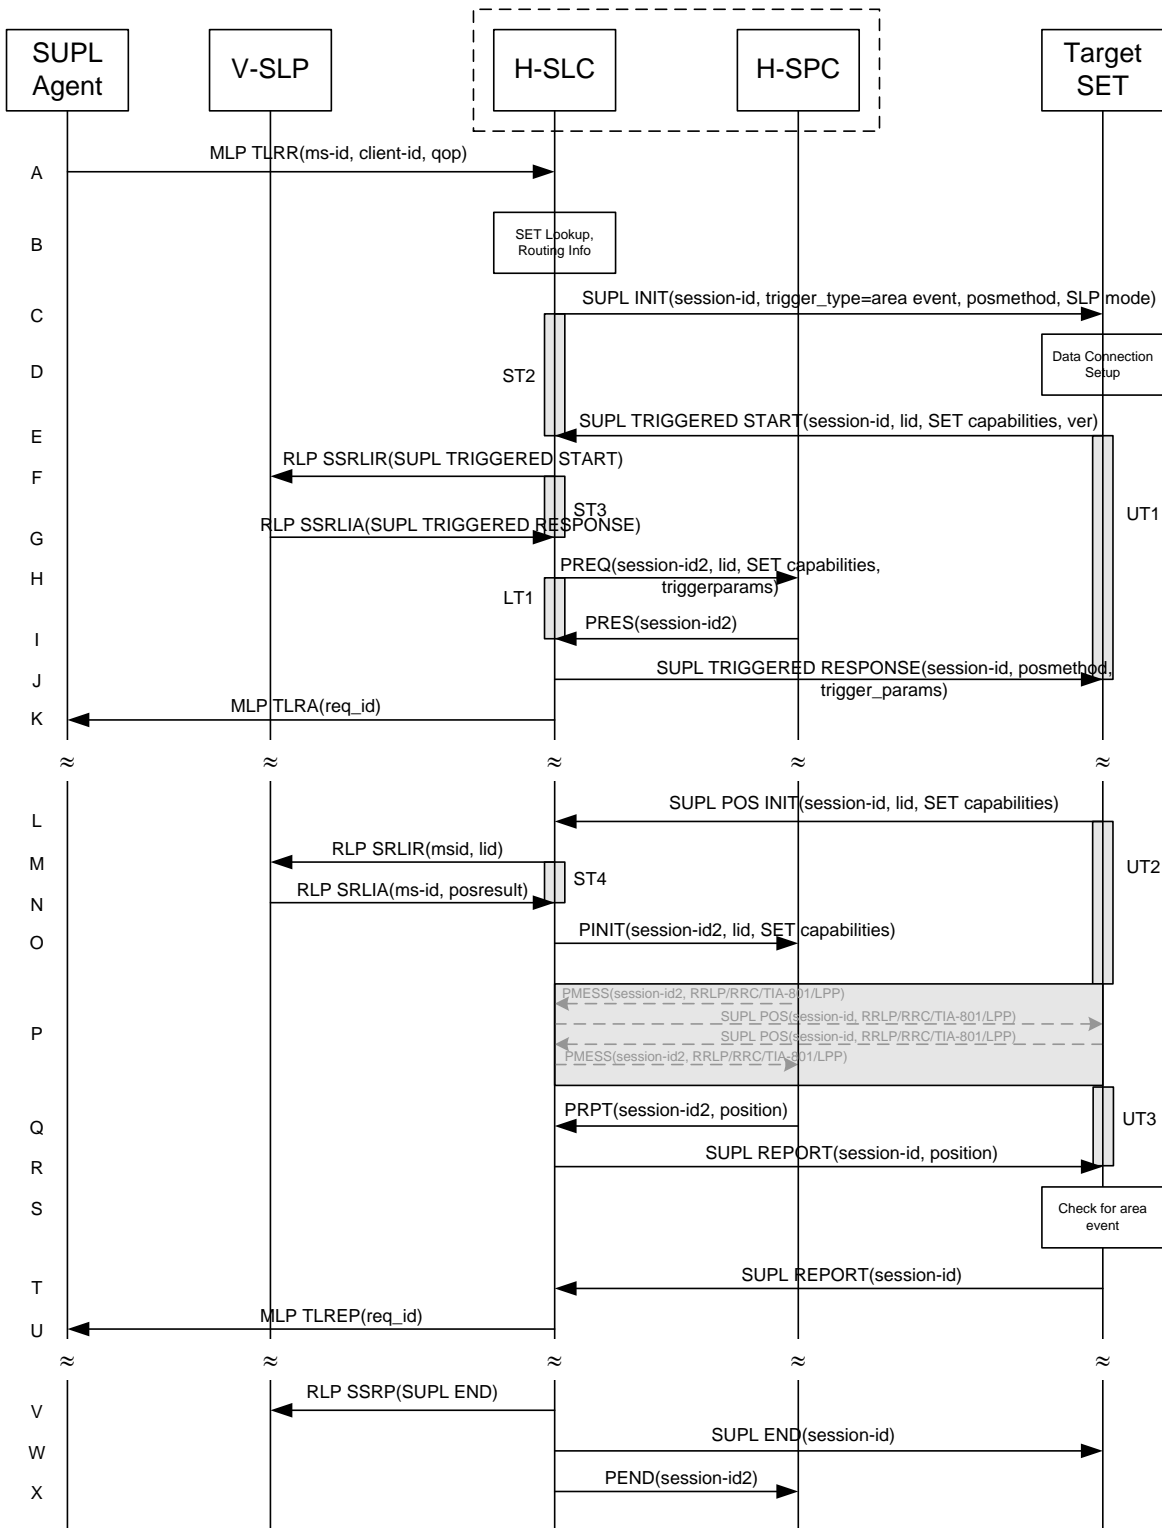 SUPL
Agent
V-SLP
H-SLC
H-SPC
Target
SET
A
MLP TLRR(ms-id, client-id, qop)
B
SET Lookup,
Routing Info
C
SUPL INIT(session-id, trigger_type=area event, posmethod, SLP mode)
D
ST2
Data Connection
Setup
E
SUPL TRIGGERED START(session-id, lid, SET capabilities, ver)
F
RLP SSRLIR(SUPL TRIGGERED START)
ST3
UT1
G
RLP SSRLIA(SUPL TRIGGERED RESPONSE)
H
PREQ(session-id2, lid, SET capabilities,
triggerparams)
LT1
I
PRES(session-id2)
J
SUPL TRIGGERED RESPONSE(session-id, posmethod,
trigger_params)
K
MLP TLRA(req_id)
≈ ≈ ≈ ≈ ≈
L
SUPL POS INIT(session-id, lid, SET capabilities)
M
RLP SRLIR(msid, lid)
ST4
UT2
N
RLP SRLIA(ms-id, posresult)
O
PINIT(session-id2, lid, SET capabilities)
PMESS(session-id2, RRLP/RRC/TIA-801/LPP)
SUPL POS(session-id, RRLP/RRC/TIA-801/LPP)
P
SUPL POS(session-id, RRLP/RRC/TIA-801/LPP)
PMESS(session-id2, RRLP/RRC/TIA-801/LPP)
Q
PRPT(session-id2, position)
UT3
R
SUPL REPORT(session-id, position)
S
Check for area
event
T
SUPL REPORT(session-id)
U
MLP TLREP(req_id)
≈ ≈ ≈ ≈ ≈
V
RLP SSRP(SUPL END)
W
SUPL END(session-id)
X
PEND(session-id2)